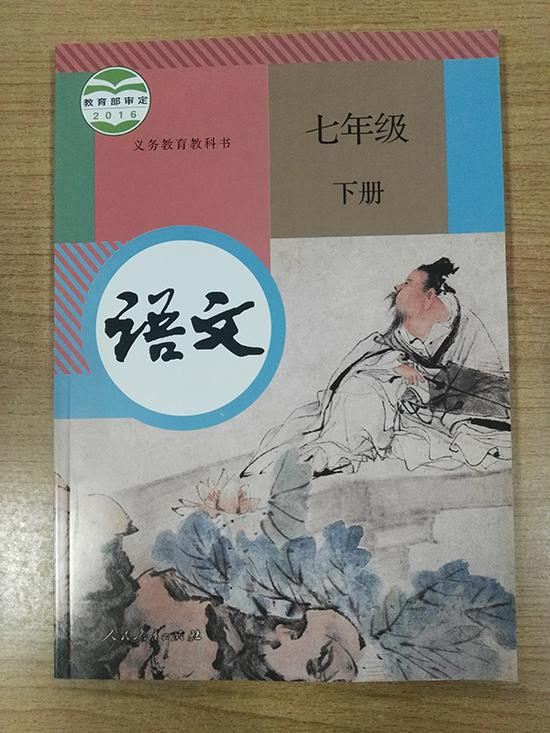 教育部审定
2016
义务教育教科书
七年级
下册
语文
人民教育出版社